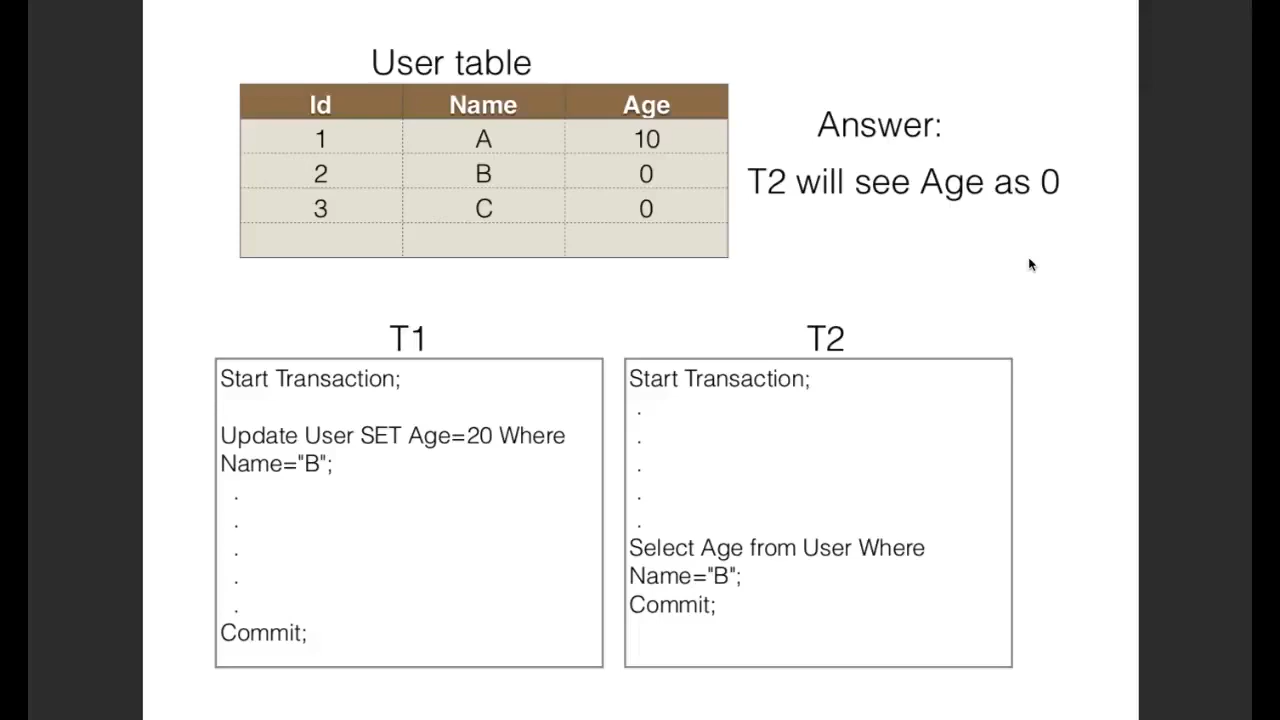 User table
Id Name Age
1 A 10
2 B 0
3 C 0
Answer:
T2 will see Age as 0
T1
Start Transaction;
Update User SET Age=20 Where
Name="B";
.
.
.
.
.
Commit;
T2
Start Transaction;
.
.
.
.
.
Select Age from User Where
Name="B";
Commit;